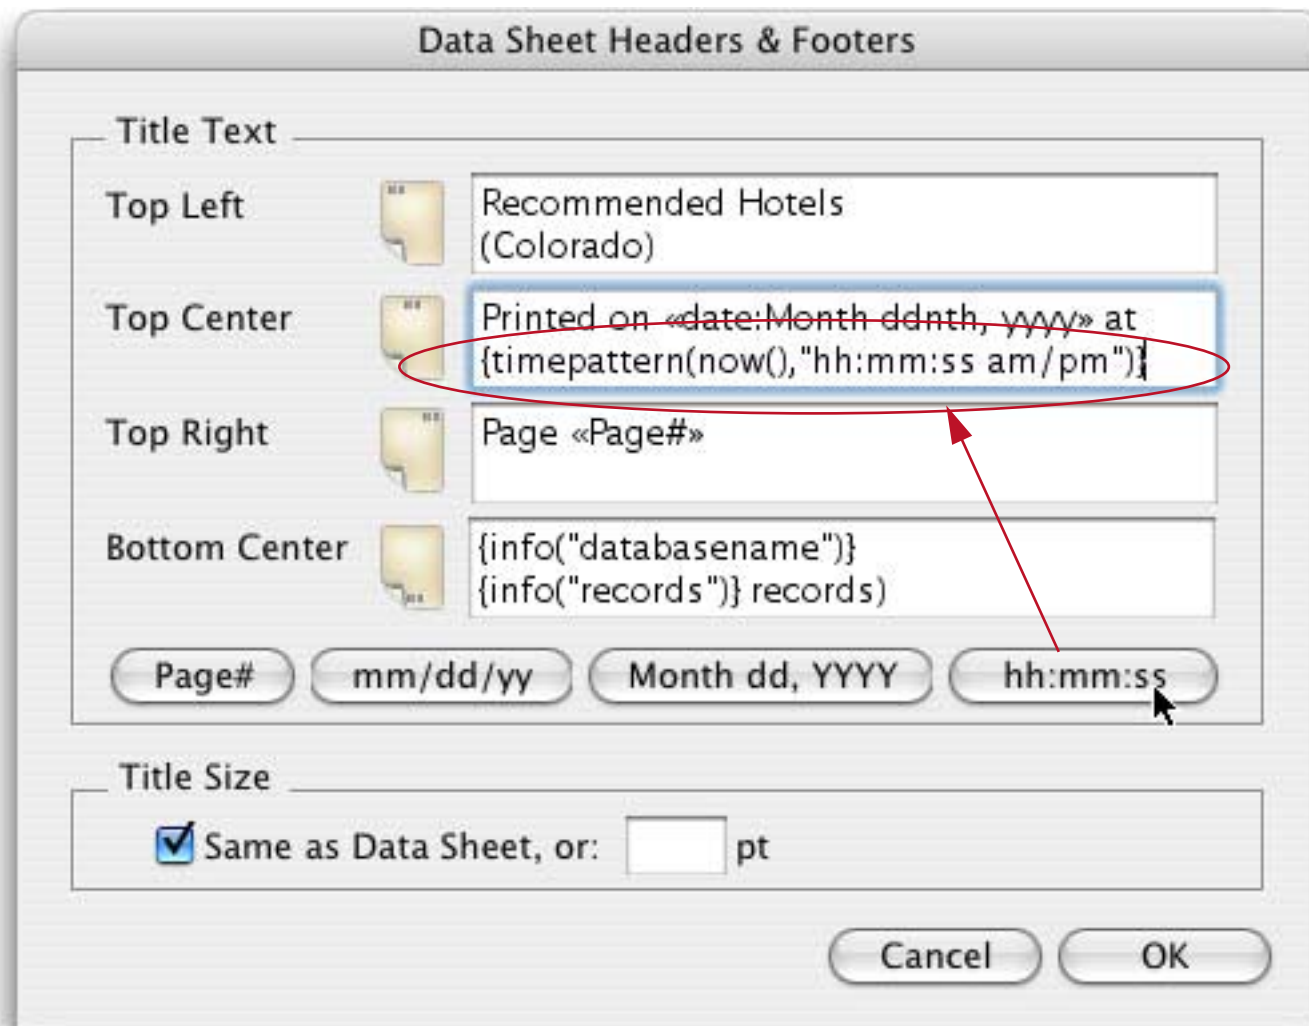 Data Sheet Headers & Footers
Title Text
Top Left
Recommended Hotels
(Colorado)
Top Center
Printed on «date:Month ddnth, yyyy» at
{timepattern(now(),"hh:mm:ss am/pm")}
Top Right
Page «Page#»
Bottom Center
{info("databasename")}
{info("records")} records)
Page# mm/dd/yy Month dd, YYYY hh:mm:ss
Title Size
Same as Data Sheet, or: pt
Cancel OK